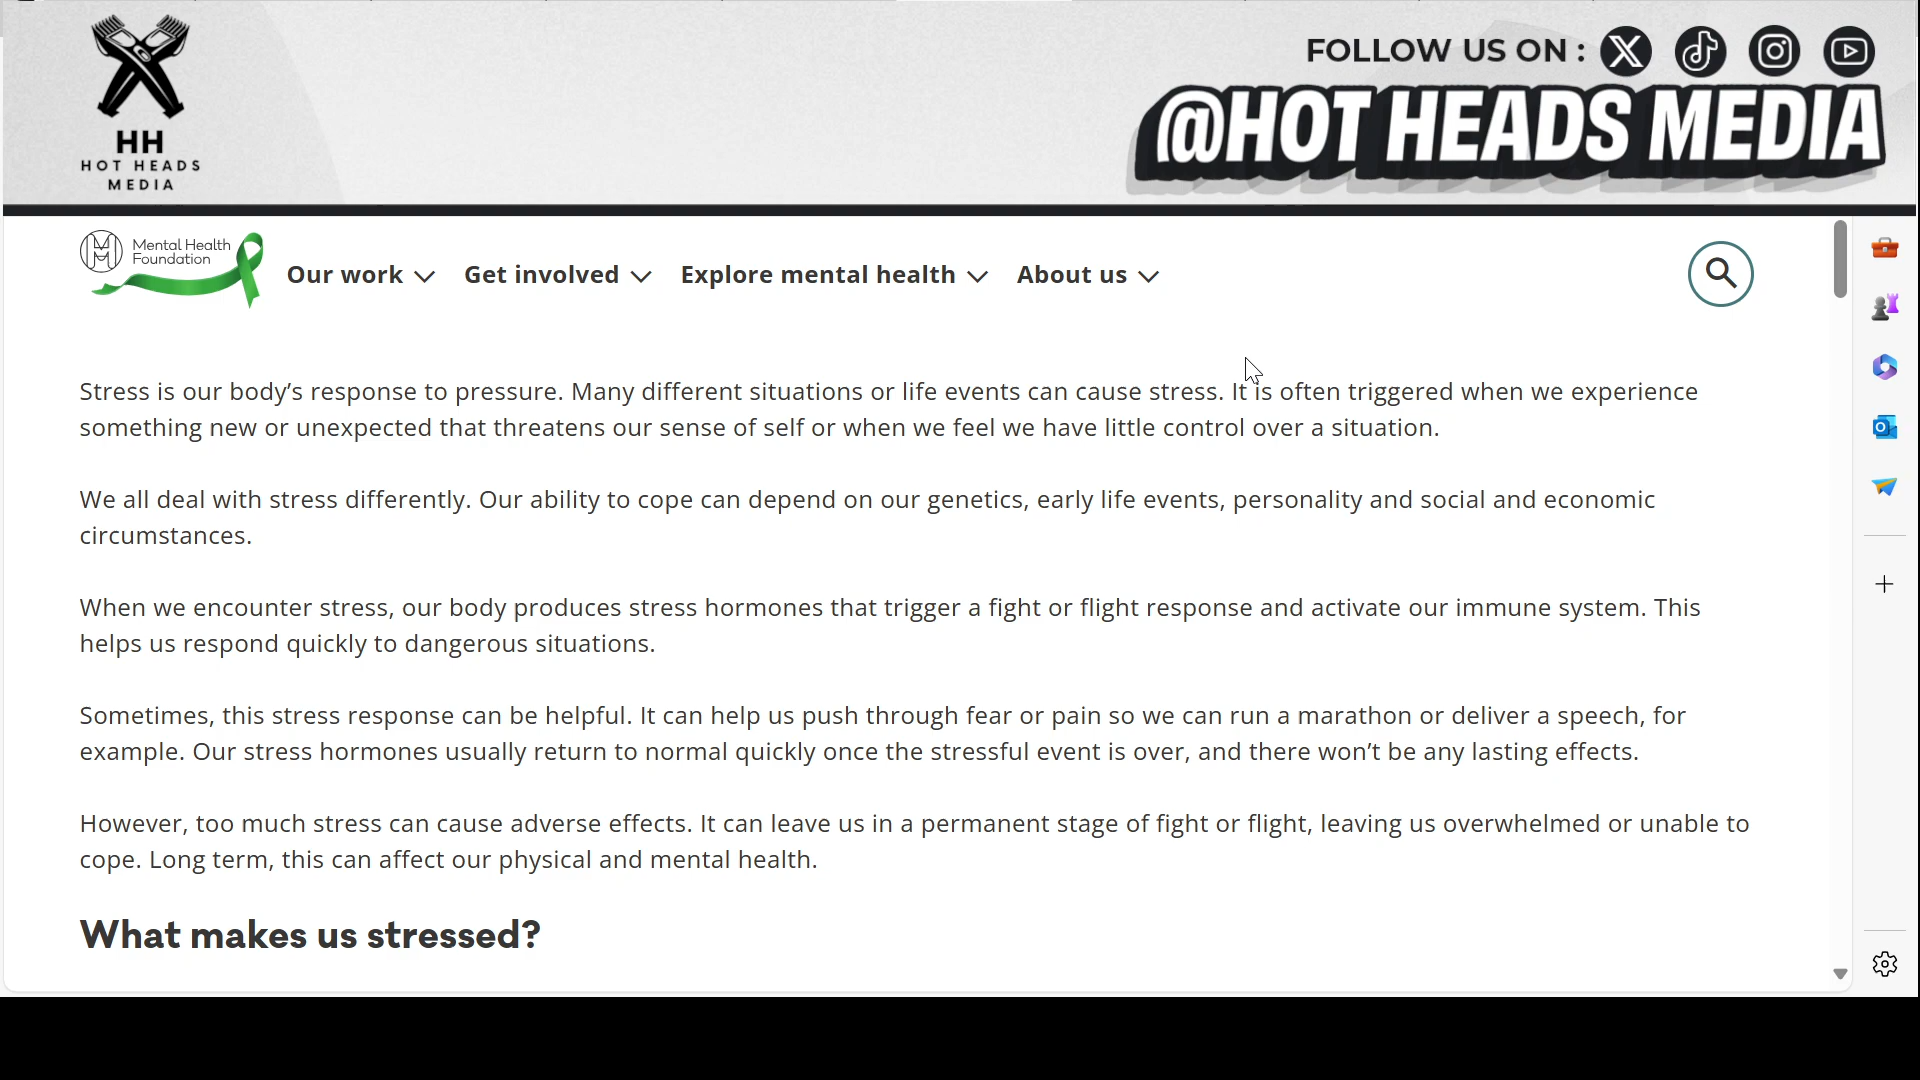 HH
HOT HEADS
MEDIA
FOLLOW US ON :
@HOT HEADS MEDIA
Mental Health
Foundation
Our work
Get involved
Explore mental health
About us
Stress is our body’s response to pressure. Many different situations or life events can cause stress. It is often triggered when we experience
something new or unexpected that threatens our sense of self or when we feel we have little control over a situation.
We all deal with stress differently. Our ability to cope can depend on our genetics, early life events, personality and social and economic
circumstances.
When we encounter stress, our body produces stress hormones that trigger a fight or flight response and activate our immune system. This
helps us respond quickly to dangerous situations.
Sometimes, this stress response can be helpful. It can help us push through fear or pain so we can run a marathon or deliver a speech, for
example. Our stress hormones usually return to normal quickly once the stressful event is over, and there won’t be any lasting effects.
However, too much stress can cause adverse effects. It can leave us in a permanent stage of fight or flight, leaving us overwhelmed or unable to
cope. Long term, this can affect our physical and mental health.
What makes us stressed?